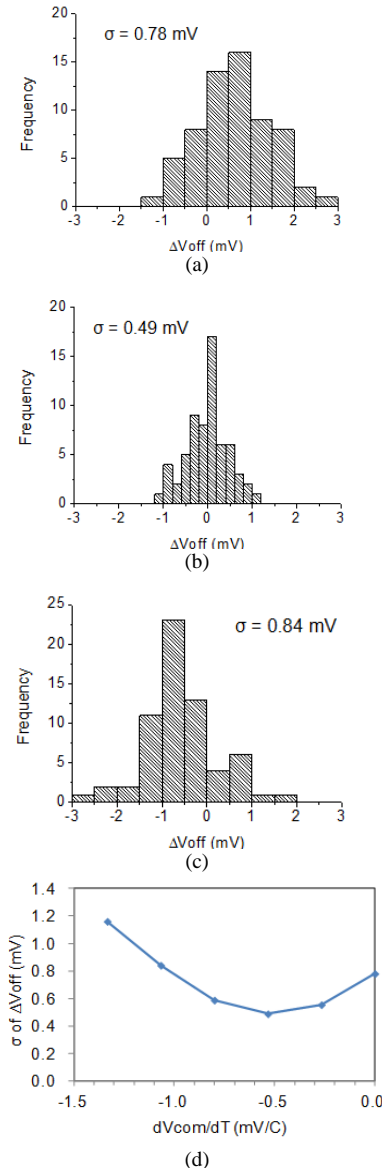 20
σ = 0.78 mV
15
10
5
0
Frequency
-3 -2 -1 0 1 2 3
ΔVoff (mV)
(a)
20
σ = 0.49 mV
15
10
5
0
Frequency
-3 -2 -1 0 1 2 3
ΔVoff (mV)
(b)
25
σ = 0.84 mV
20
15
10
5
0
Frequency
-3 -2 -1 0 1 2 3
ΔVoff (mV)
(c)
1.4
1.2
1.0
0.8
0.6
0.4
0.2
0.0
σ of ΔVoff (mV)
-1.5 -1.0 -0.5 0.0
dVcom/dT (mV/C)
(d)